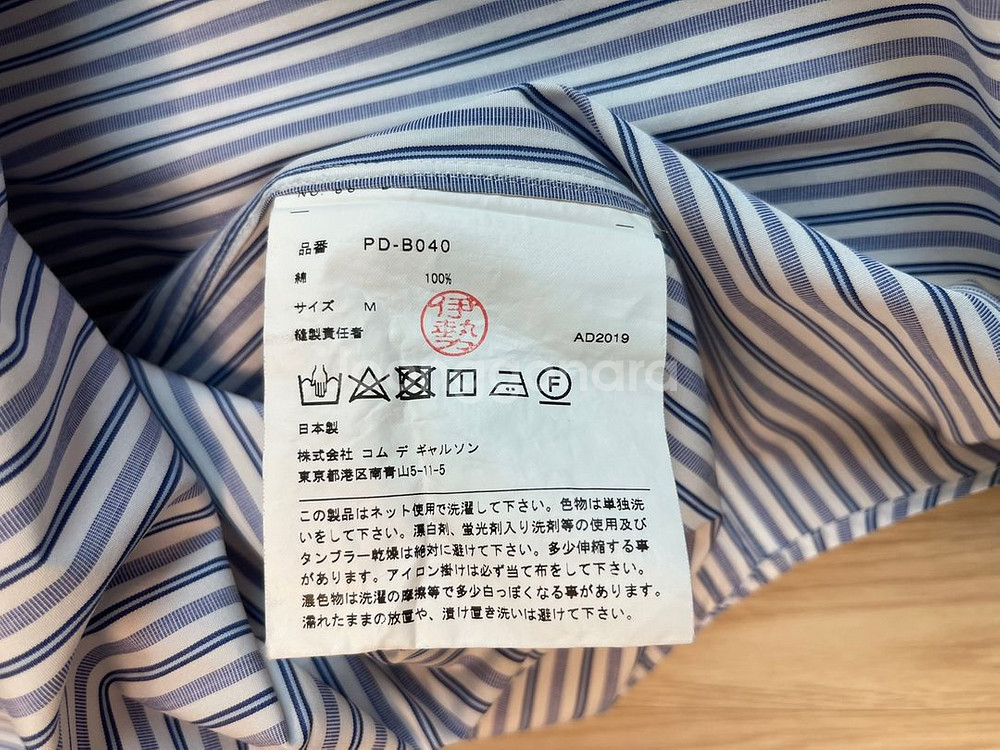 品番 PD-B040
綿 100%
サイズ M
縫製責任者 伊勢 AD2019
日本製
株式会社 コム デ ギャルソン
東京都港区南青山5-11-5
この製品はネット使用で洗濯して下さい。色物は単独洗
いをして下さい。漂白剤、蛍光剤入り洗剤等の使用及び
タンブラー乾燥は絶対に避けて下さい。多少伸縮する事
があります。アイロン掛けは必ず当て布をして下さい。
濃色物は洗濯の摩擦等で多少白っぽくなる事があります。
濡れたままの放置や、漬け置き洗いは避けて下さい。
F